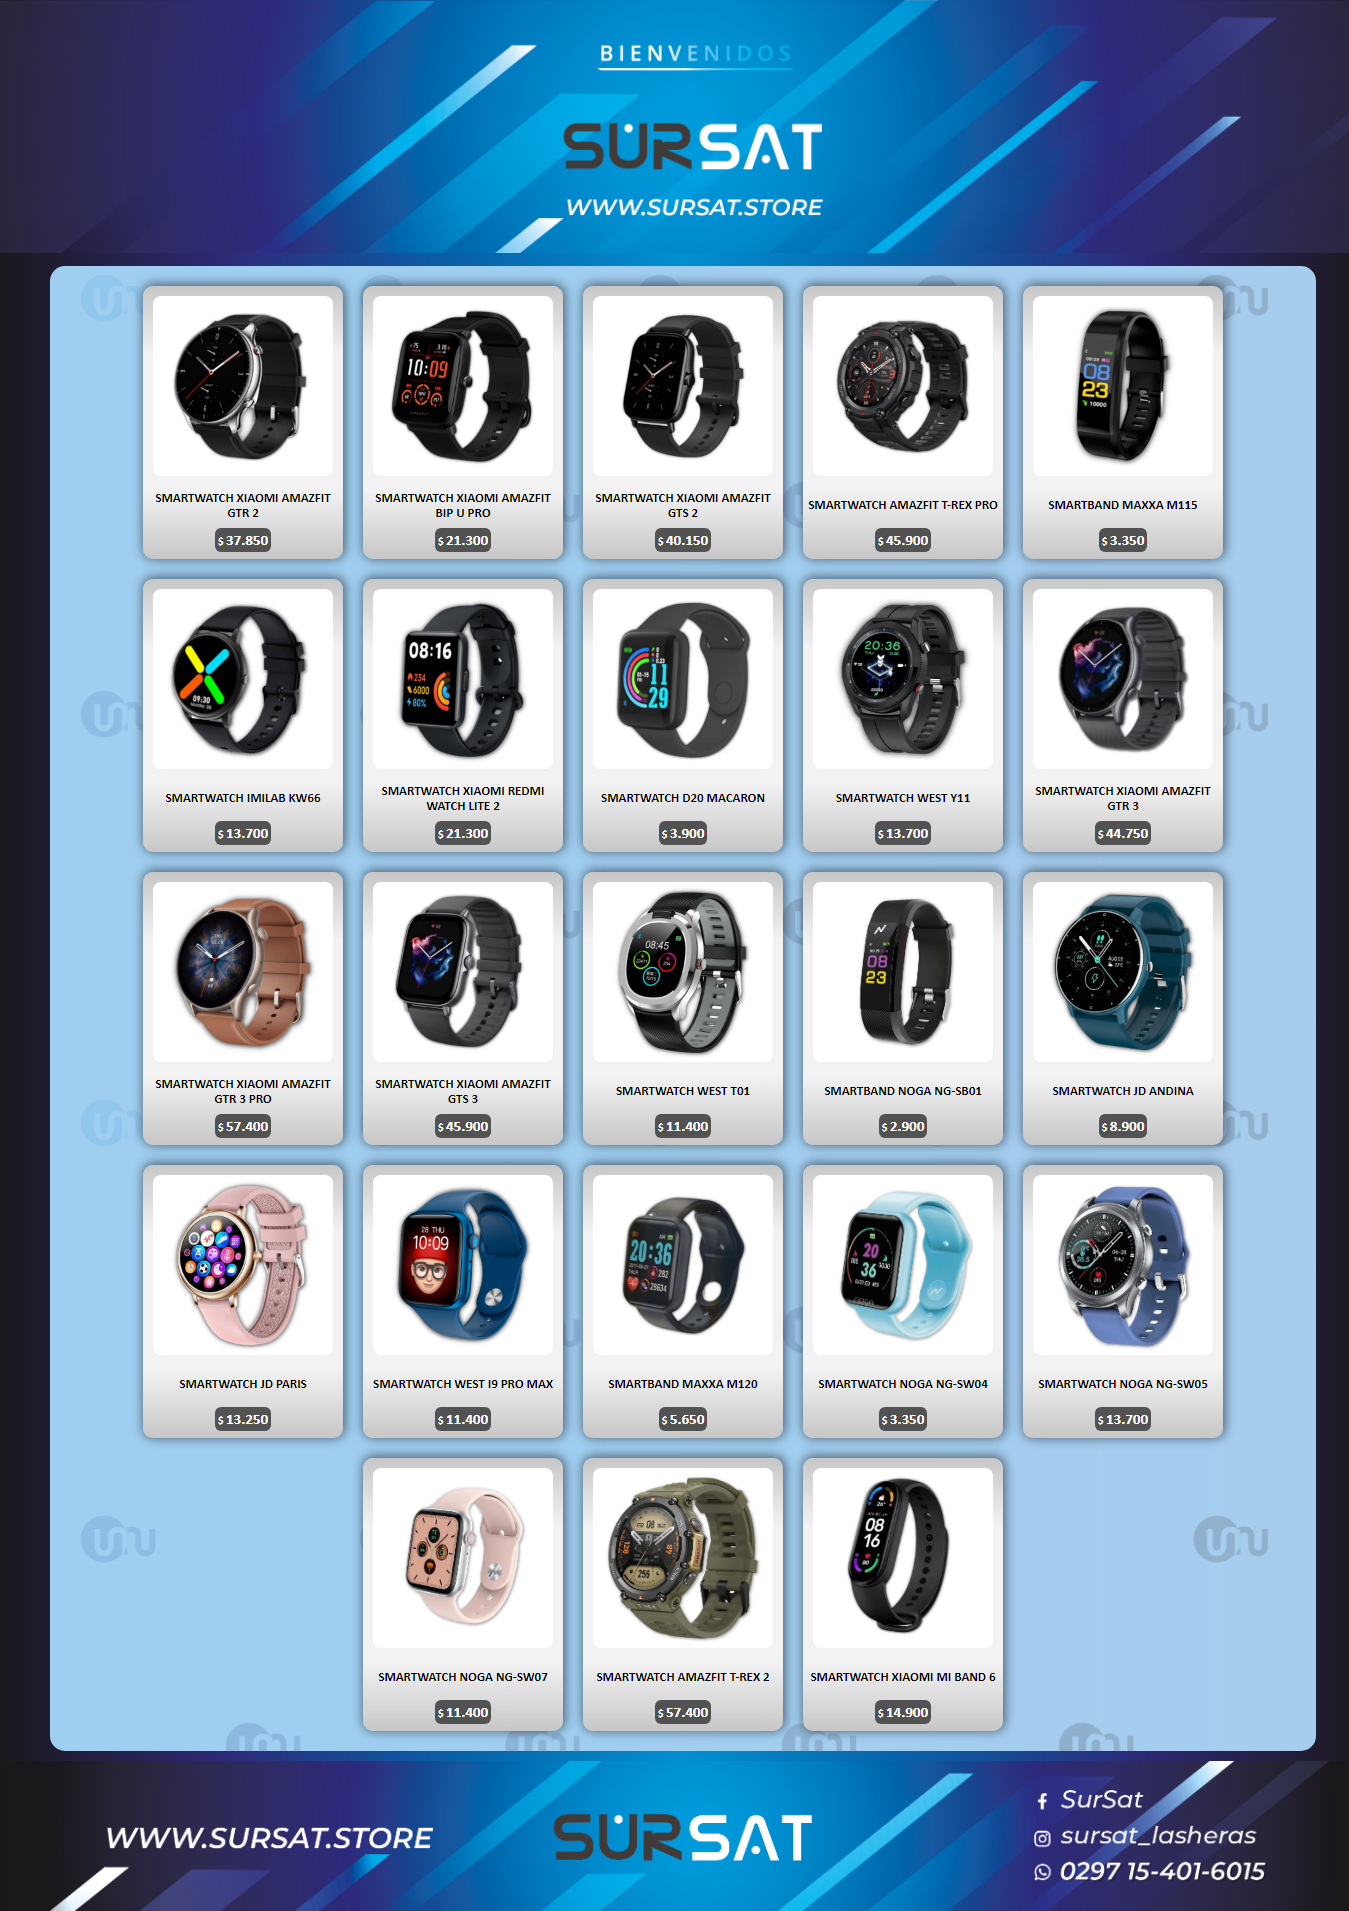 BIENVENIDOS
SURSAT
WWW.SURSAT.STORE
SMARTWATCH XIAOMI AMAZFIT
GTR 2
$ 37.850
SMARTWATCH XIAOMI AMAZFIT
BIP U PRO
$ 21.300
SMARTWATCH XIAOMI AMAZFIT
GTS 2
$ 40.150
SMARTWATCH AMAZFIT T-REX PRO
$ 45.900
SMARTBAND MAXXA M115
$ 3.350
SMARTWATCH IMILAB KW66
$ 13.700
SMARTWATCH XIAOMI REDMI
WATCH LITE 2
$ 21.300
SMARTWATCH D20 MACARON
$ 3.900
SMARTWATCH WEST Y11
$ 13.700
SMARTWATCH XIAOMI AMAZFIT
GTR 3
$ 44.750
SMARTWATCH XIAOMI AMAZFIT
GTR 3 PRO
$ 57.400
SMARTWATCH XIAOMI AMAZFIT
GTS 3
$ 45.900
SMARTWATCH WEST T01
$ 11.400
SMARTBAND NOGA NG-SB01
$ 2.900
SMARTWATCH JD ANDINA
$ 8.900
SMARTWATCH JD PARIS
$ 13.250
SMARTWATCH WEST I9 PRO MAX
$ 11.400
SMARTBAND MAXXA M120
$ 5.650
SMARTWATCH NOGA NG-SW04
$ 3.350
SMARTWATCH NOGA NG-SW05
$ 13.700
SMARTWATCH NOGA NG-SW07
$ 11.400
SMARTWATCH AMAZFIT T-REX 2
$ 57.400
SMARTWATCH XIAOMI MI BAND 6
$ 14.900
WWW.SURSAT.STORE
SURSAT
SurSat
sursat_lasheras
0297 15-401-6015